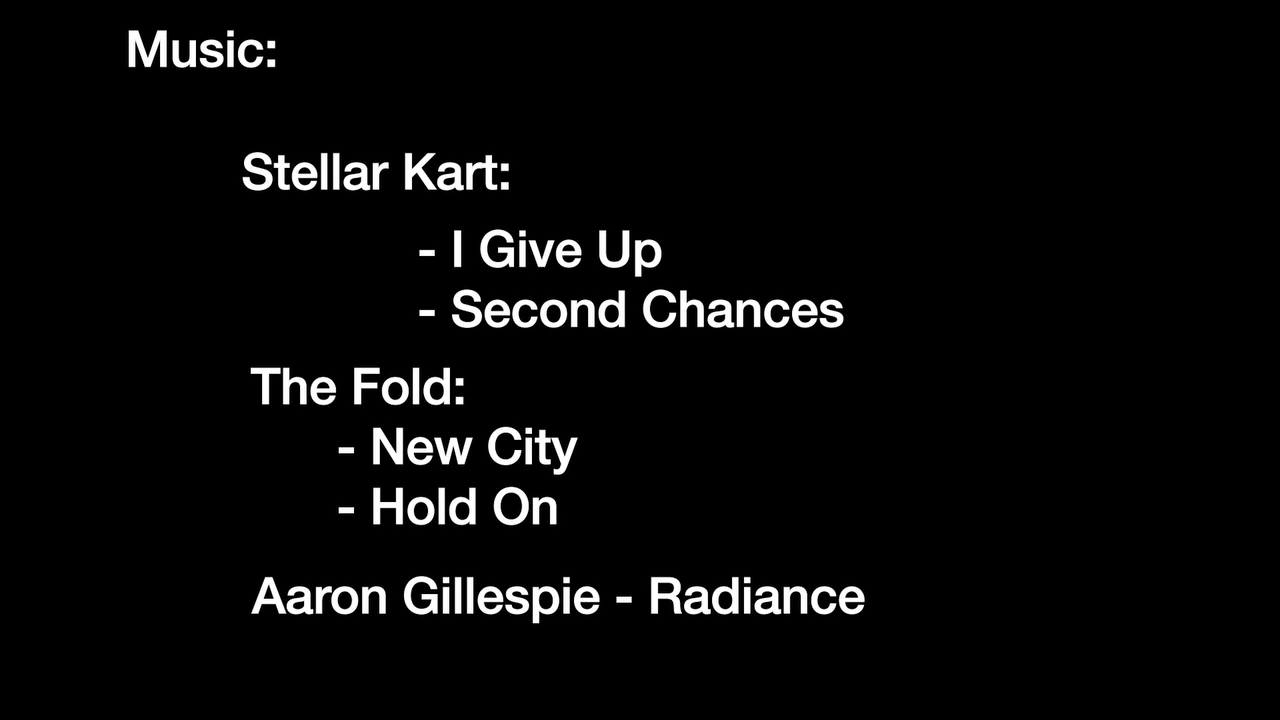 Music:
Stellar Kart:
- I Give Up
- Second Chances
The Fold:
- New City
- Hold On
Aaron Gillespie - Radiance